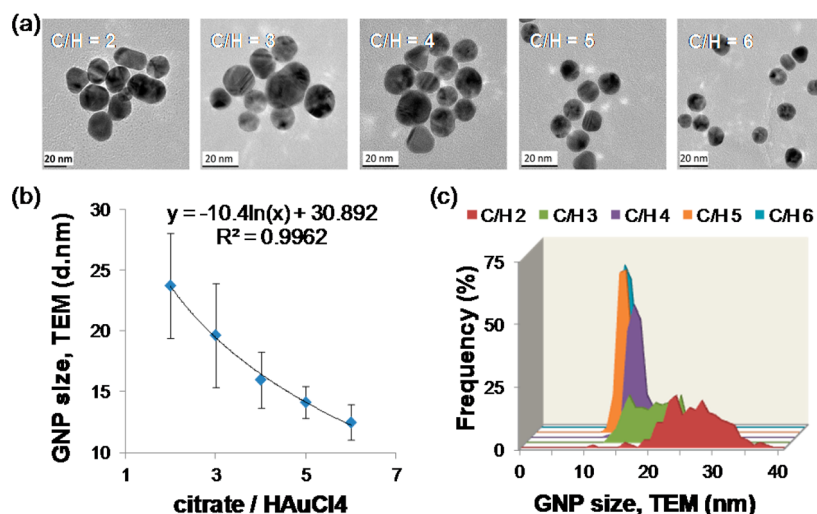 (a)
C/H = 2 C/H = 3 C/H = 4 C/H = 5 C/H = 6
20 nm 20 nm 20 nm 20 nm 20 nm
(b)
y = -10.4ln(x) + 30.892
R² = 0.9962
GNP size, TEM (d.nm)
30
25
20
15
10
1 3 5 7
citrate / HAuCl4
(c)
C/H 2 C/H 3 C/H 4 C/H 5 C/H 6
Frequency (%)
75
50
25
0
0 10 20 30 40
GNP size, TEM (nm)